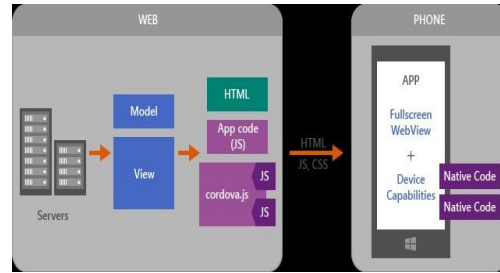 WEB
Servers
Model
View
HTML
App code
(JS)
cordova.js
JS
JS
HTML
JS, CSS
PHONE
APP
Fullscreen
WebView
+
Device
Capabilities
Native Code
Native Code